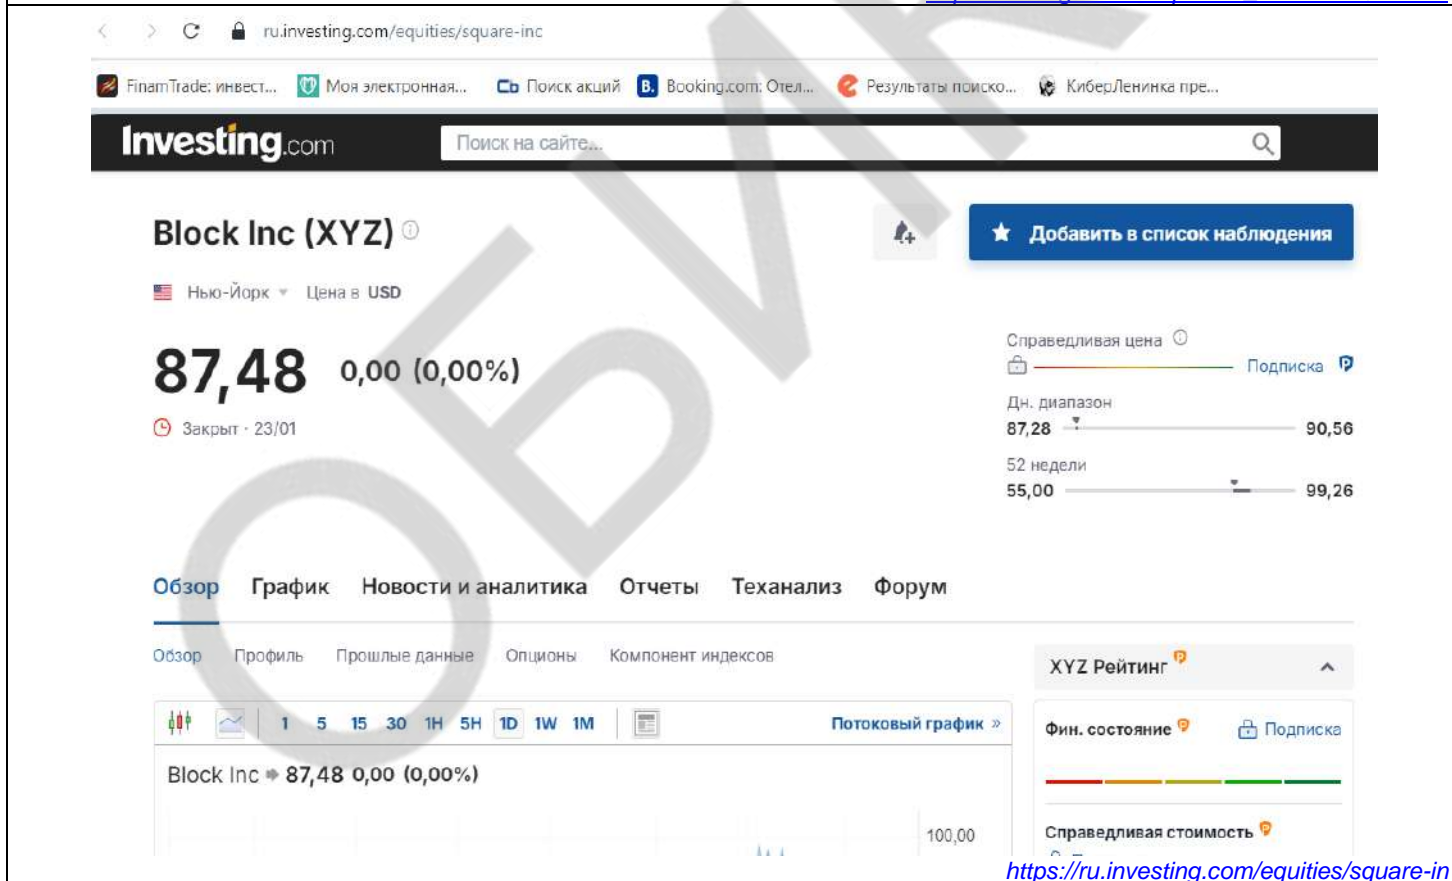 ru.investing.com/equities/square-inc
FinamTrade: инвест... Моя электронная... Сb Поиск акций B. Booking.com: Отел... Результаты поиско... КиберЛенинка пре...
Investing.com Поиск на сайте...
Block Inc (XYZ) Добавить в список наблюдения
Нью-Йорк Цена в USD
Справедливая цена
87,48 0,00 (0,00%) Подписка
Дн. диапазон
Закрыт · 23/01 87,28 90,56
52 недели
55,00 99,26
Обзор График Новости и аналитика Отчеты Теханализ Форум
Обзор Профиль Прошлые данные Опционы Компонент индексов
XYZ Рейтинг
1 5 15 30 1H 5H 1D 1W 1M Потоковый график » Фин. состояние Подписка
Block Inc 87,48 0,00 (0,00%)
100,00 Справедливая стоимость
https://ru.investing.com/equities/square-in
ОБИК